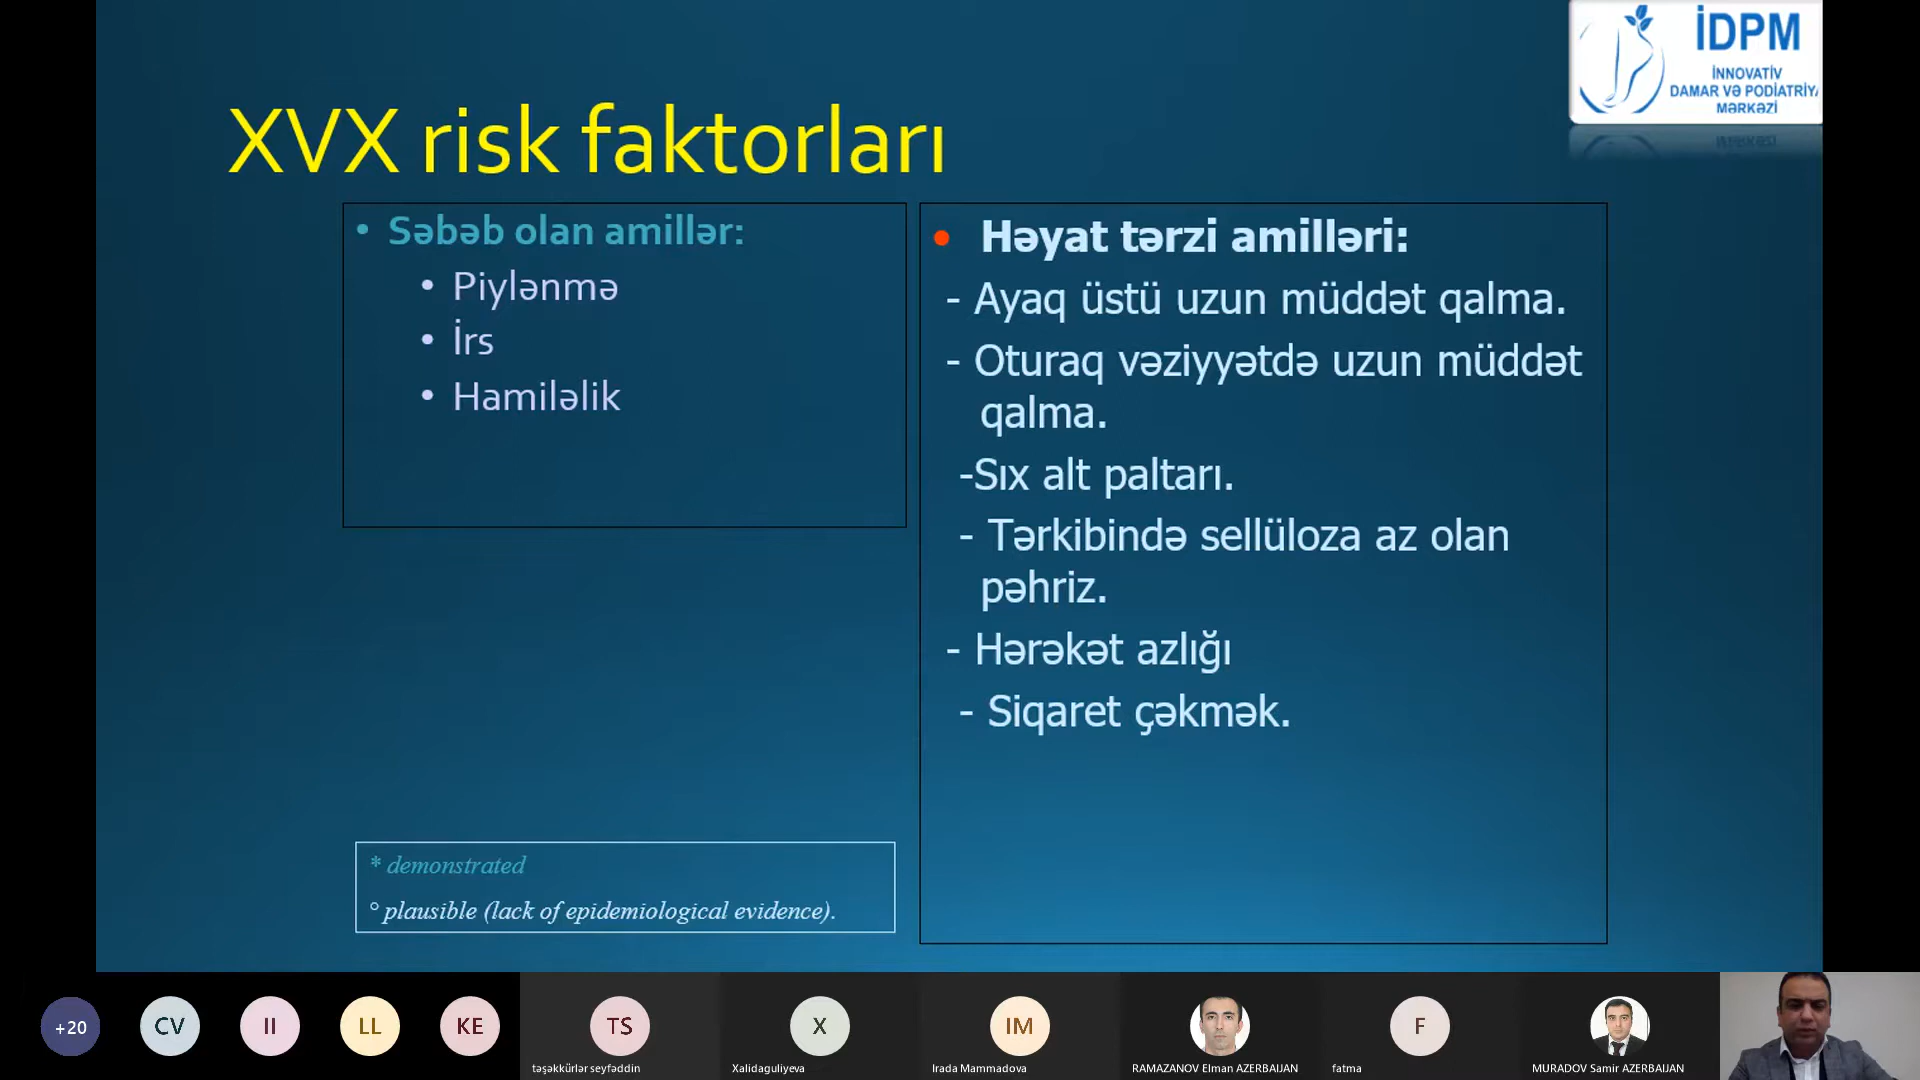 İDPM
İNNOVATİV
DAMAR VƏ PODİATRİYA
MƏRKƏZİ
XVX risk faktorları
• Səbəb olan amillər:
• Piylənmə
• İrs
• Hamiləlik
• Həyat tərzi amilləri:
- Ayaq üstü uzun müddət qalma.
- Oturaq vəziyyətdə uzun müddət
qalma.
-Sıx alt paltarı.
- Tərkibində sellüloza az olan
pəhriz.
- Hərəkət azlığı
- Siqaret çəkmək.
* demonstrated
° plausible (lack of epidemiological evidence).
+20
CV
II
LL
KE
TS
təşəkkürlər seyfəddin
X
Xalidaguliyeva
IM
Irada Mammadova
RAMAZANOV Elman AZERBAIJAN
F
fatma
MURADOV Samir AZERBAIJAN